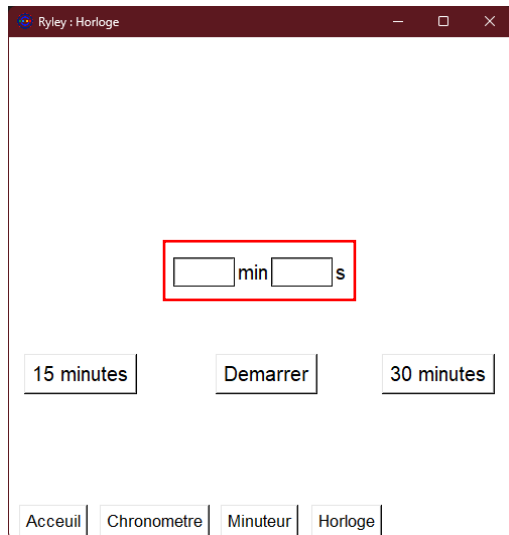 Ryley : Horloge
min s
15 minutes Demarrer 30 minutes
Acceuil Chronometre Minuteur Horloge